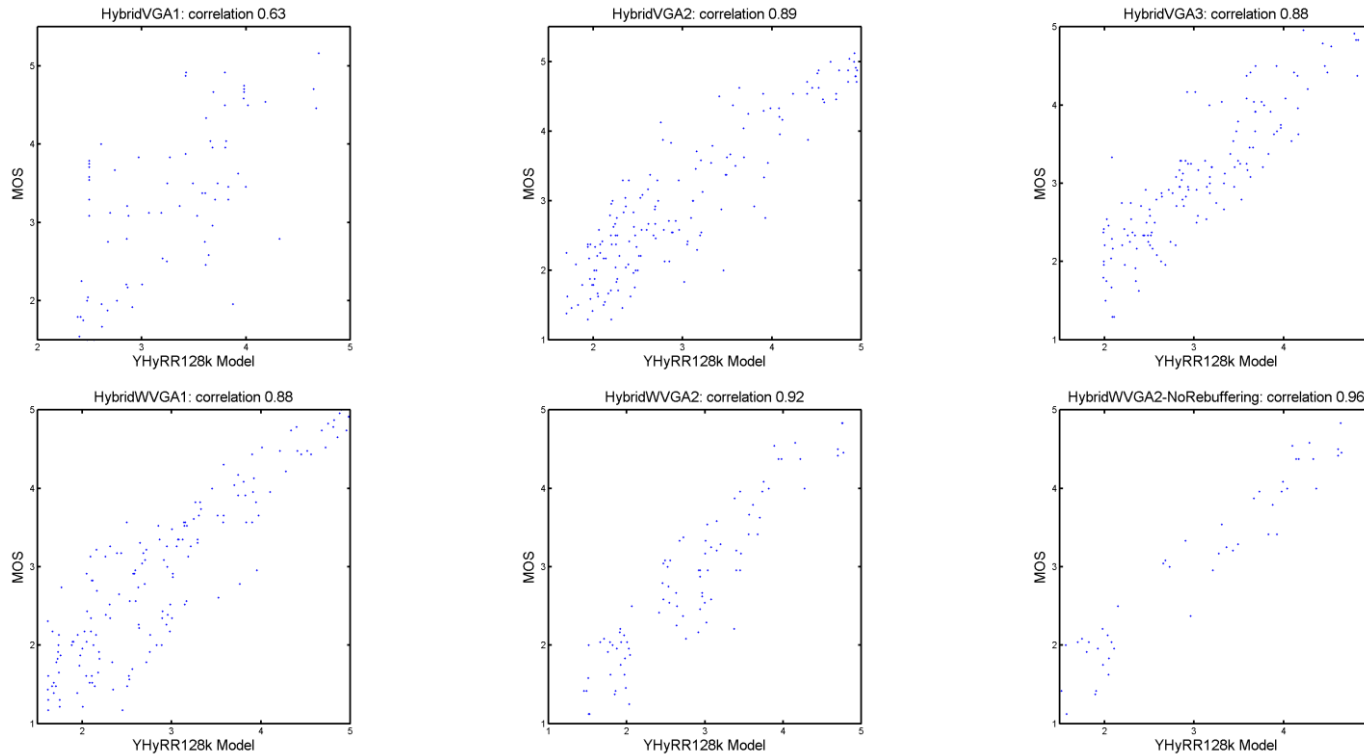 HybridVGA1: correlation 0.63
5
4
3
2
MOS
2 3 4 5
YHyRR128k Model
HybridVGA2: correlation 0.89
5
4
3
2
1
MOS
2 3 4 5
YHyRR128k Model
HybridVGA3: correlation 0.88
5
4
3
2
1
MOS
2 3 4
YHyRR128k Model
HybridWVGA1: correlation 0.88
5
4
3
2
1
MOS
2 3 4 5
YHyRR128k Model
HybridWVGA2: correlation 0.92
5
4
3
2
1
MOS
1 2 3 4 5
YHyRR128k Model
HybridWVGA2-NoRebuffering: correlation 0.96
5
4
3
2
1
MOS
2 3 4
YHyRR128k Model